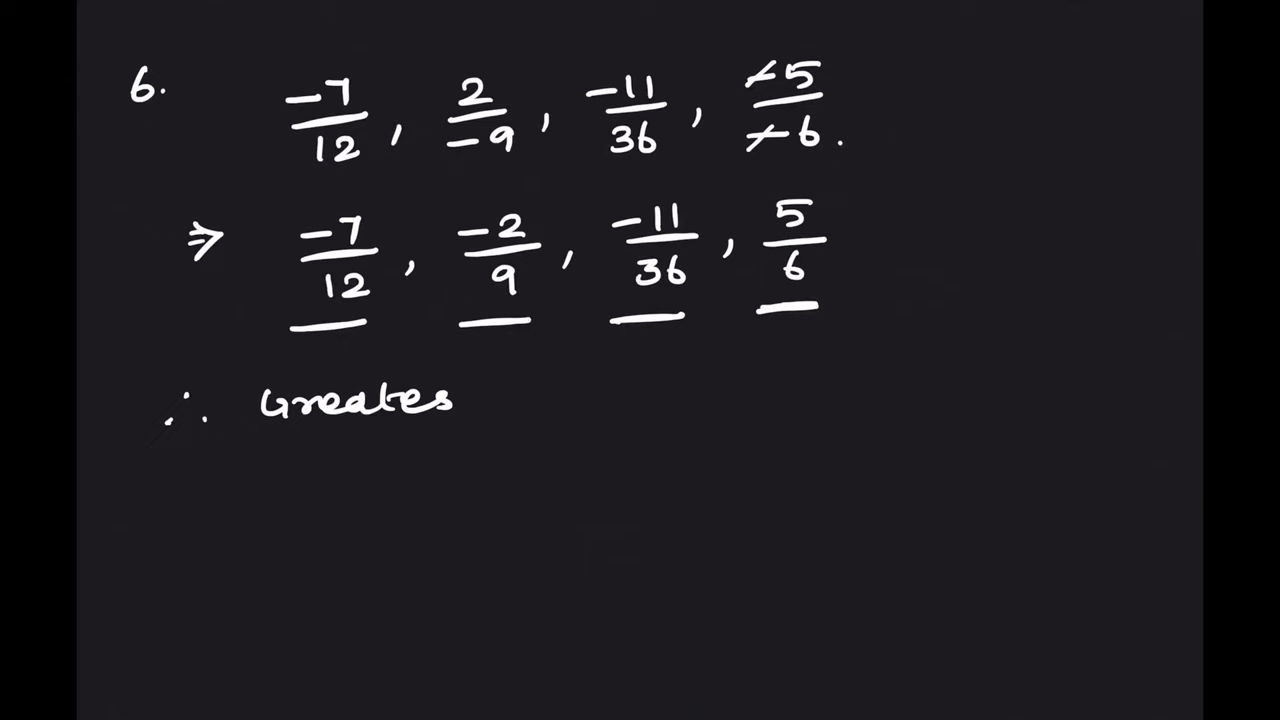 6. -7/12, 2/-9, -11/36, -5/-6.
⇒ -7/12, -2/9, -11/36, 5/6
∴ Greates